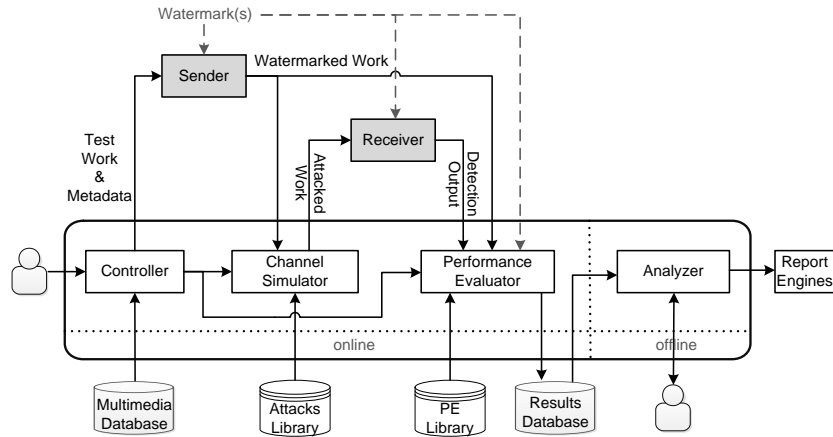 Watermark(s)
Sender
Watermarked Work
Receiver
Test
Work
&
Metadata
Attacked
Work
Detection
Output
Controller
Channel
Simulator
Performance
Evaluator
Analyzer
Report
Engines
online
offline
Multimedia
Database
Attacks
Library
PE
Library
Results
Database